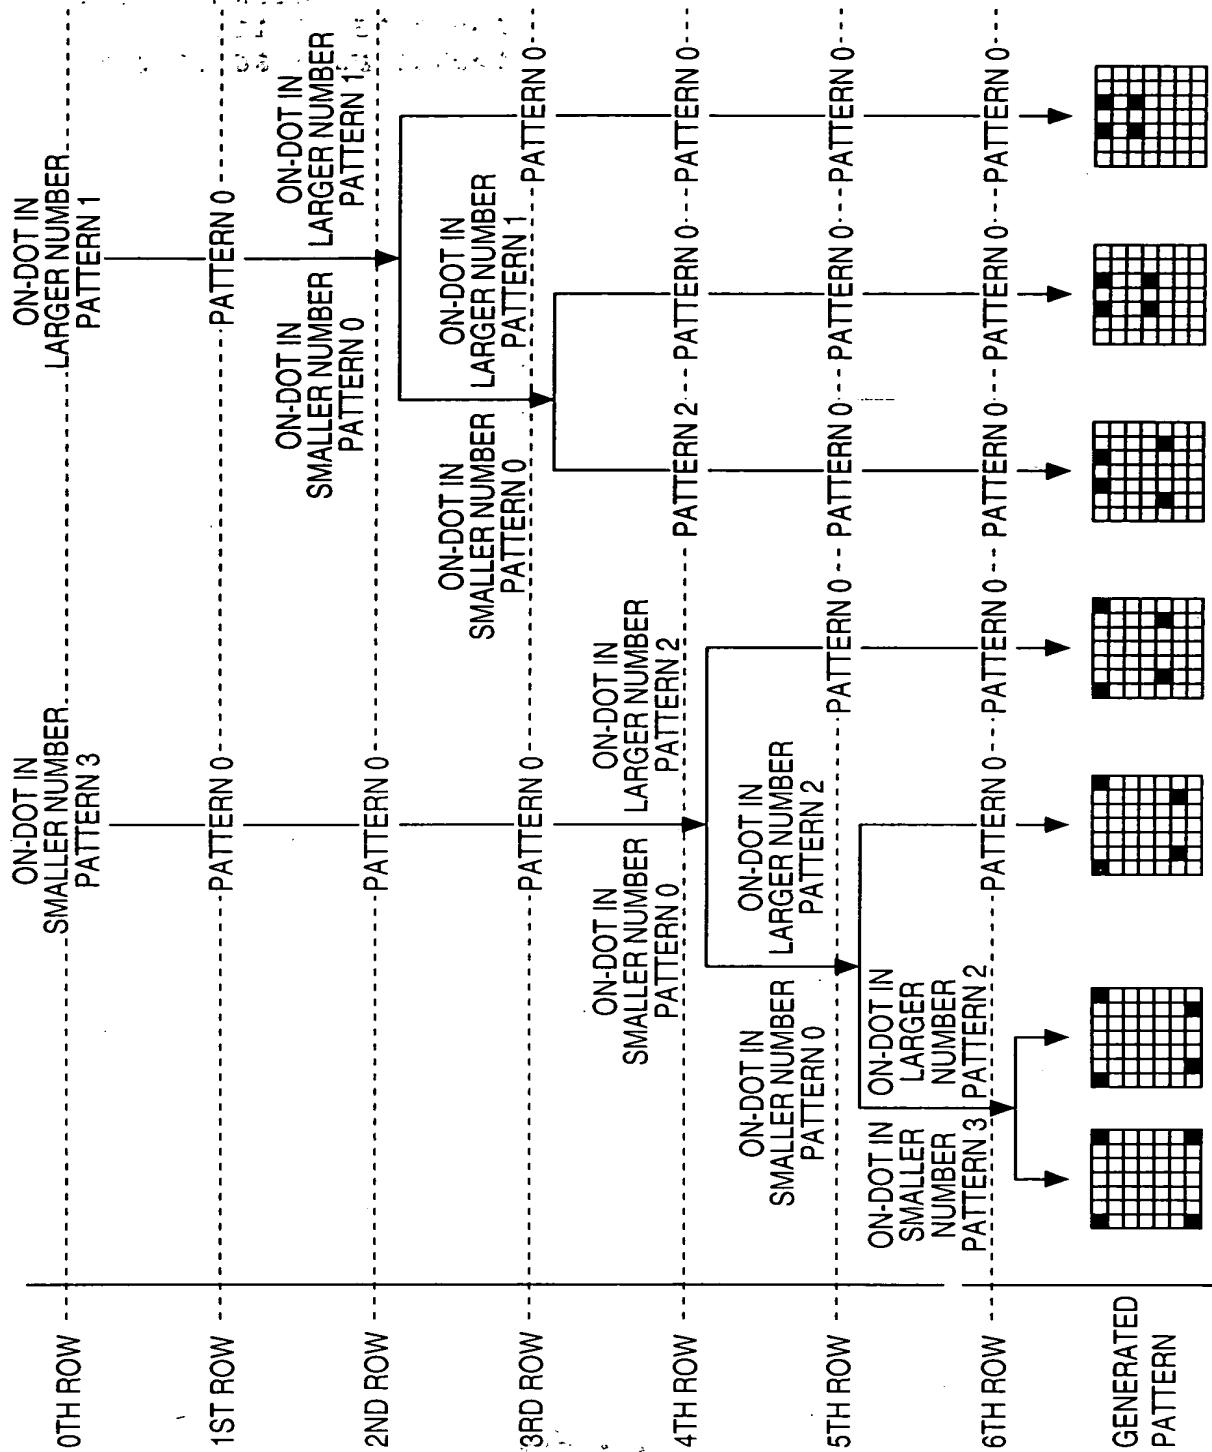 0TH ROW
ON-DOT IN
SMALLER NUMBER
PATTERN 3
ON-DOT IN
LARGER NUMBER
PATTERN 1
1ST ROW
PATTERN 0
PATTERN 0
2ND ROW
PATTERN 0
ON-DOT IN
SMALLER NUMBER
PATTERN 0
ON-DOT IN
LARGER NUMBER
PATTERN 1
3RD ROW
PATTERN 0
ON-DOT IN
SMALLER NUMBER
PATTERN 0
ON-DOT IN
LARGER NUMBER
PATTERN 1
PATTERN 0
4TH ROW
ON-DOT IN
SMALLER NUMBER
PATTERN 0
ON-DOT IN
LARGER NUMBER
PATTERN 2
PATTERN 2
PATTERN 0
PATTERN 0
5TH ROW
ON-DOT IN
SMALLER NUMBER
PATTERN 0
ON-DOT IN
LARGER NUMBER
PATTERN 2
PATTERN 0
PATTERN 0
PATTERN 0
PATTERN 0
6TH ROW
ON-DOT IN
SMALLER
NUMBER
PATTERN 3
ON-DOT IN
LARGER
NUMBER
PATTERN 2
PATTERN 0
PATTERN 0
PATTERN 0
PATTERN 0
PATTERN 0
GENERATED
PATTERN